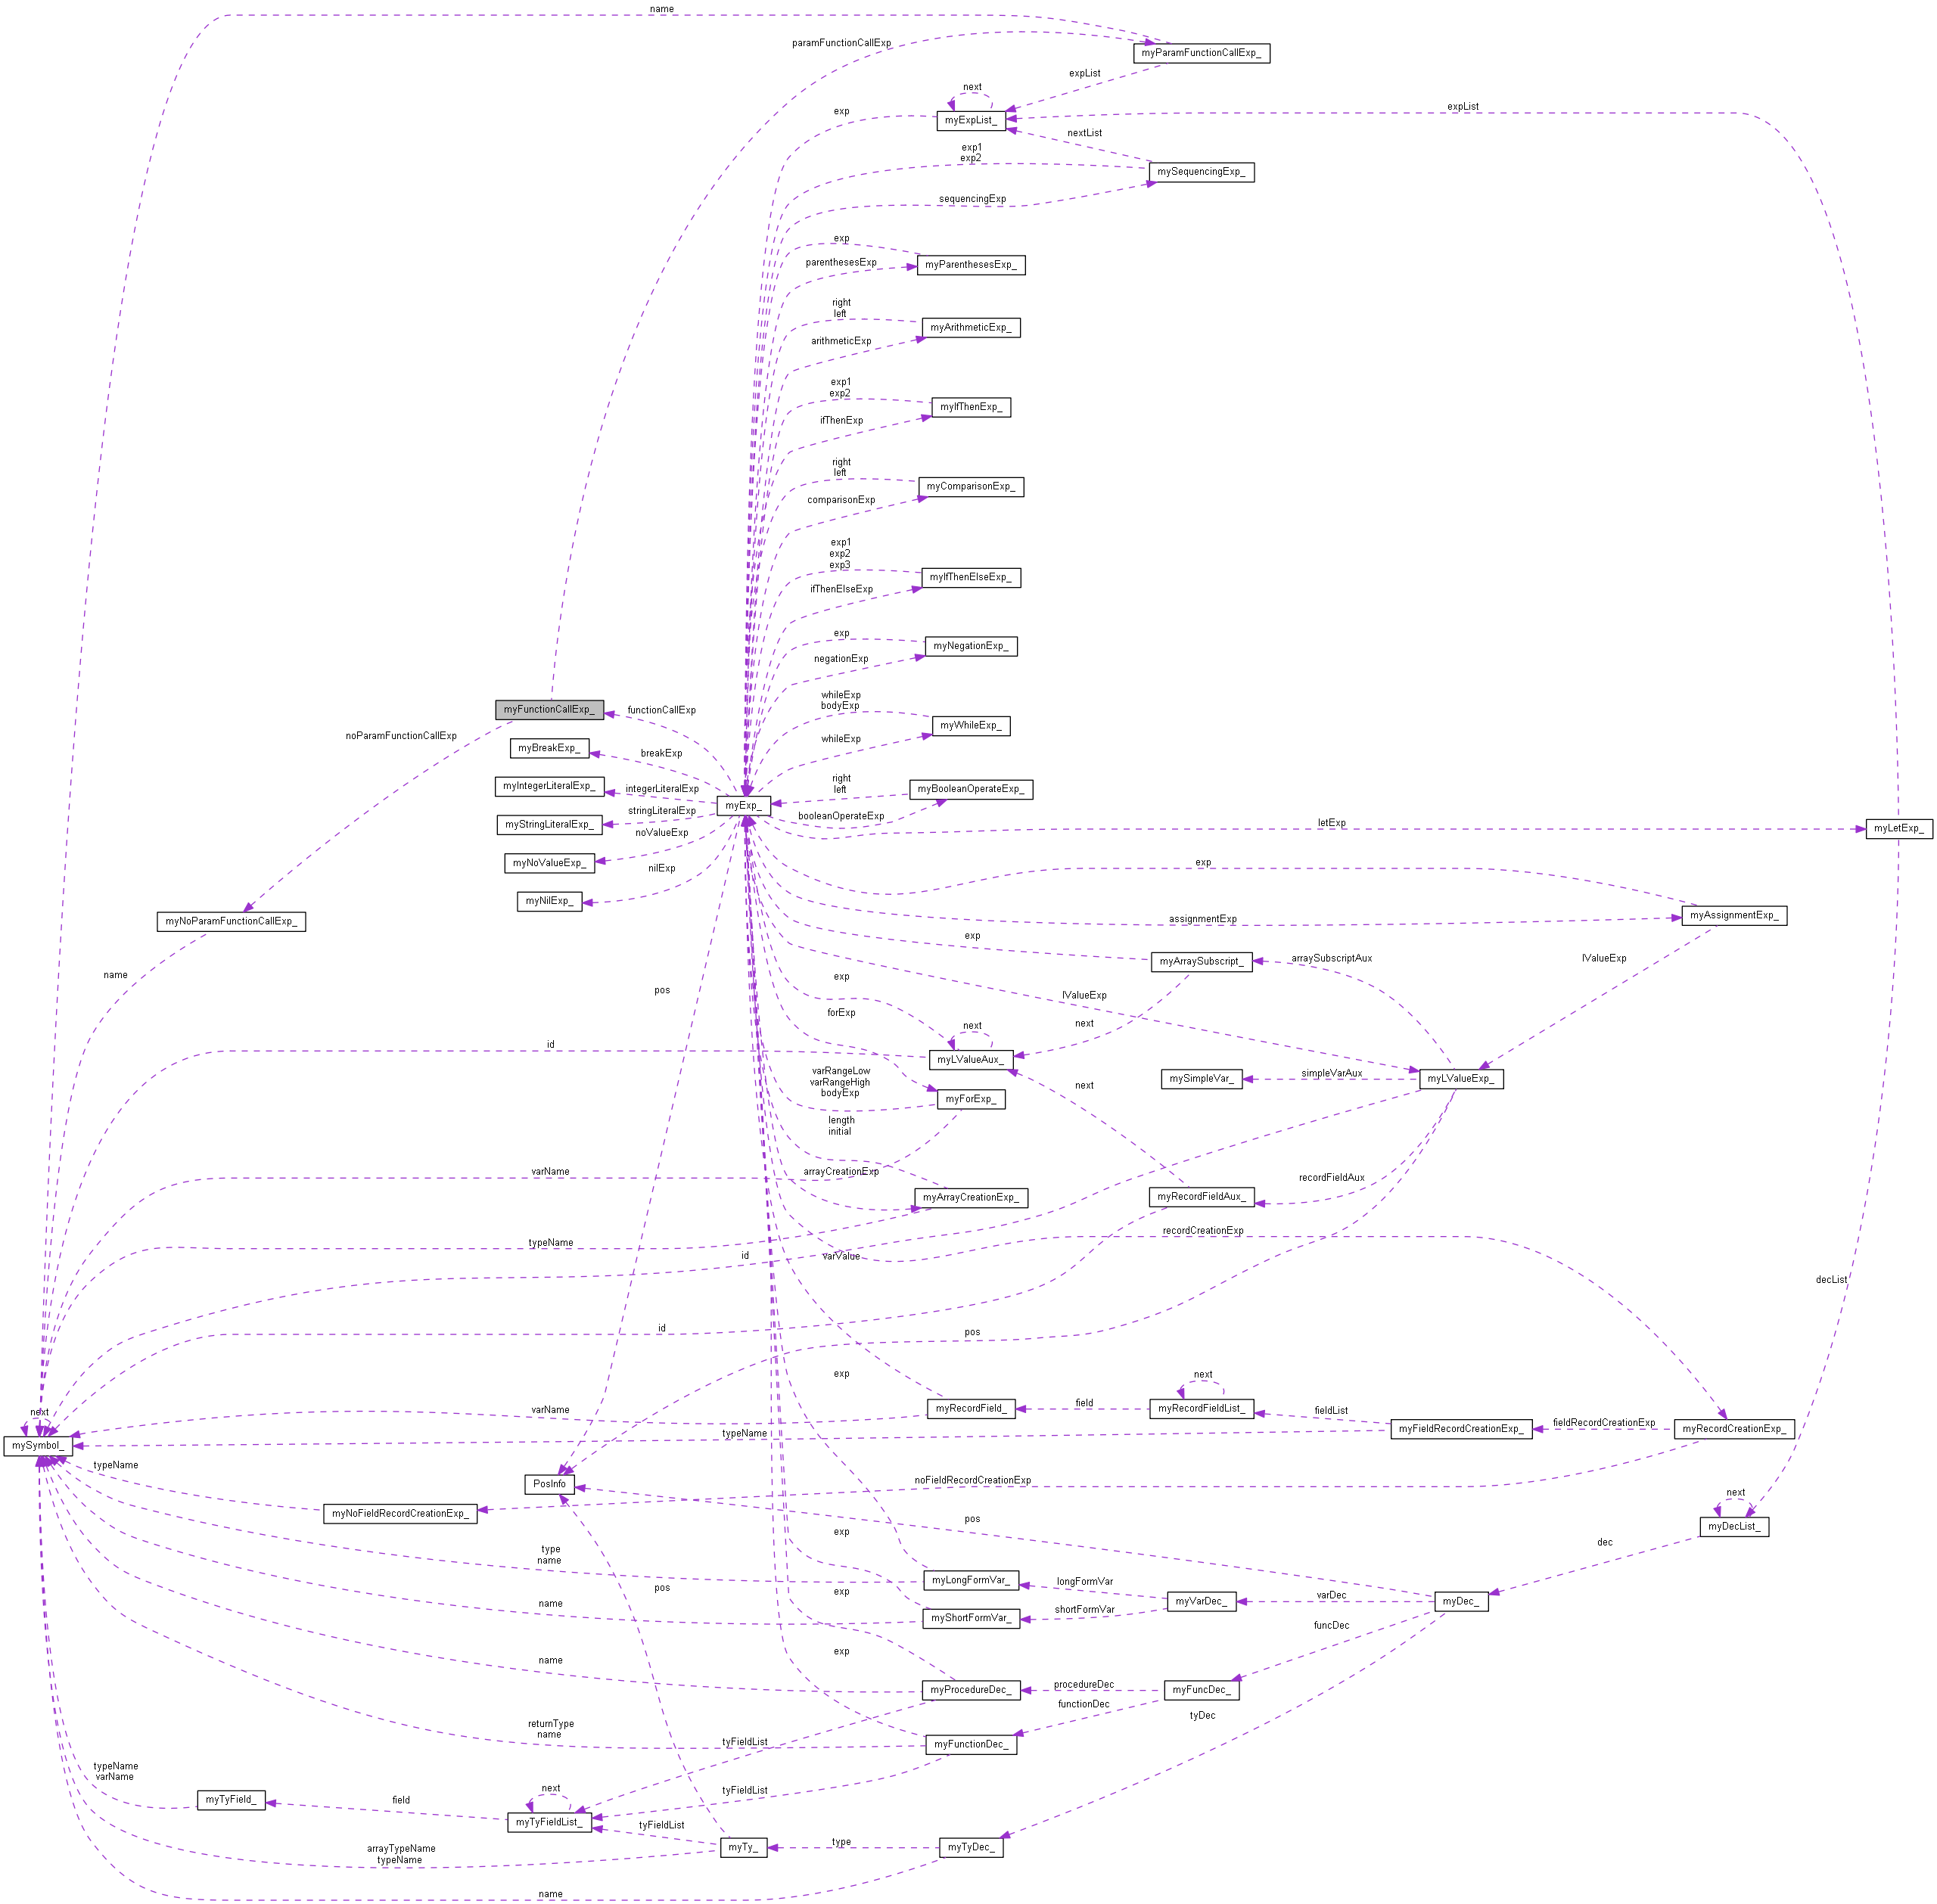 name
paramFunctionCallExp
myParamFunctionCallExp_
expList
next
exp
myExpList_
expList
nextList
exp1
exp2
mySequencingExp_
sequencingExp
exp
parenthesesExp
myParenthesesExp_
right
left
myArithmeticExp_
arithmeticExp
exp1
exp2
myIfThenExp_
ifThenExp
right
left
myComparisonExp_
comparisonExp
exp1
exp2
exp3
myIfThenElseExp_
ifThenElseExp
exp
myNegationExp_
negationExp
whileExp
bodyExp
myWhileExp_
whileExp
myFunctionCallExp_
functionCallExp
noParamFunctionCallExp
myBreakExp_
breakExp
right
left
myBooleanOperateExp_
booleanOperateExp
myIntegerLiteralExp_
integerLiteralExp
myExp_
myStringLiteralExp_
stringLiteralExp
letExp
myLetExp_
myNoValueExp_
noValueExp
exp
myNilExp_
nilExp
myNoParamFunctionCallExp_
assignmentExp
myAssignmentExp_
exp
name
myArraySubscript_
arraySubscriptAux
lValueExp
exp
pos
lValueExp
forExp
next
next
id
myLValueAux_
varRangeLow
varRangeHigh
bodyExp
mySimpleVar_
simpleVarAux
myLValueExp_
next
myForExp_
length
initial
varName
arrayCreationExp
myArrayCreationExp_
myRecordFieldAux_
recordFieldAux
recordCreationExp
typeName
id
varValue
decList
id
pos
exp
next
myRecordField_
field
myRecordFieldList_
fieldList
varName
next
mySymbol_
typeName
myFieldRecordCreationExp_
fieldRecordCreationExp
myRecordCreationExp_
typeName
noFieldRecordCreationExp
PosInfo
next
myNoFieldRecordCreationExp_
pos
myDecList_
exp
dec
type
name
myLongFormVar_
longFormVar
pos
exp
name
myShortFormVar_
shortFormVar
myVarDec_
varDec
myDec_
funcDec
exp
name
myProcedureDec_
procedureDec
myFuncDec_
functionDec
tyDec
returnType
name
tyFieldList
myFunctionDec_
typeName
varName
next
tyFieldList
myTyField_
field
myTyFieldList_
tyFieldList
arrayTypeName
typeName
myTy_
type
myTyDec_
name